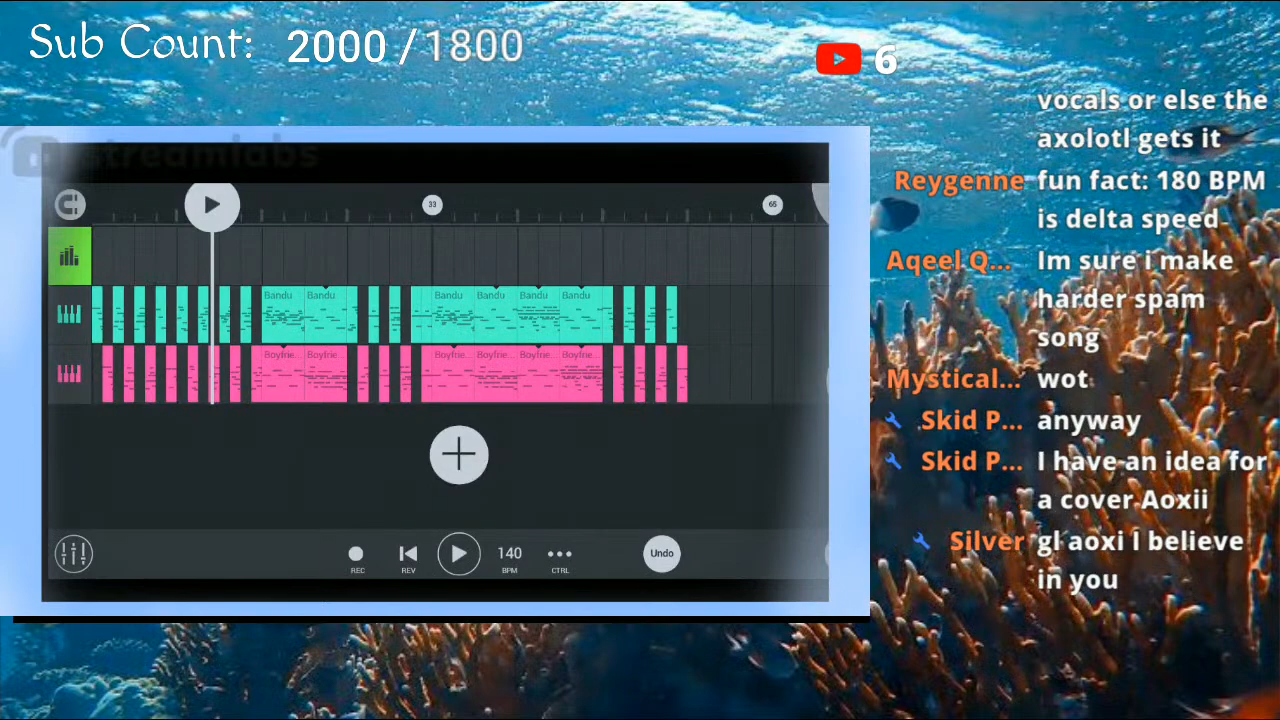 Sub Count: 2000 / 1800
6
vocals or else the
axolotl gets it
Reygenne fun fact: 180 BPM
is delta speed
Aqeel Q... Im sure i make
harder spam
song
Mystical... wot
Skid P... anyway
Skid P... I have an idea for
a cover Aoxii
Silver gl aoxi I believe
in you
streamlabs
33 65
Bandu Bandu Bandu Bandu Bandu Bandu
Boyfrie... Boyfrie... Boyfrie... Boyfrie... Boyfrie... Boyfrie...
140 Undo
REC REV BPM CTRL